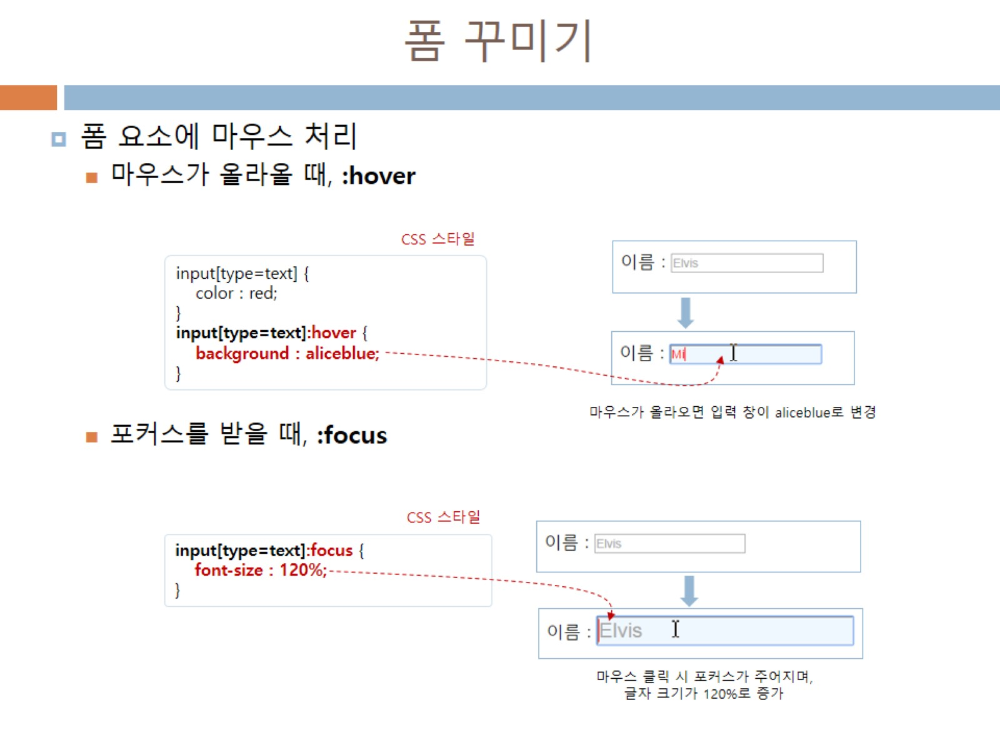 폼 꾸미기
폼 요소에 마우스 처리
마우스가 올라올 때, :hover
CSS 스타일
input[type=text] {
color : red;
}
input[type=text]:hover {
background : aliceblue;
}
이름 : Elvis
이름 : Mi
마우스가 올라오면 입력 창이 aliceblue로 변경
포커스를 받을 때, :focus
CSS 스타일
input[type=text]:focus {
font-size : 120%;
}
이름 : Elvis
이름 : Elvis
마우스 클릭 시 포커스가 주어지며,
글자 크기가 120%로 증가